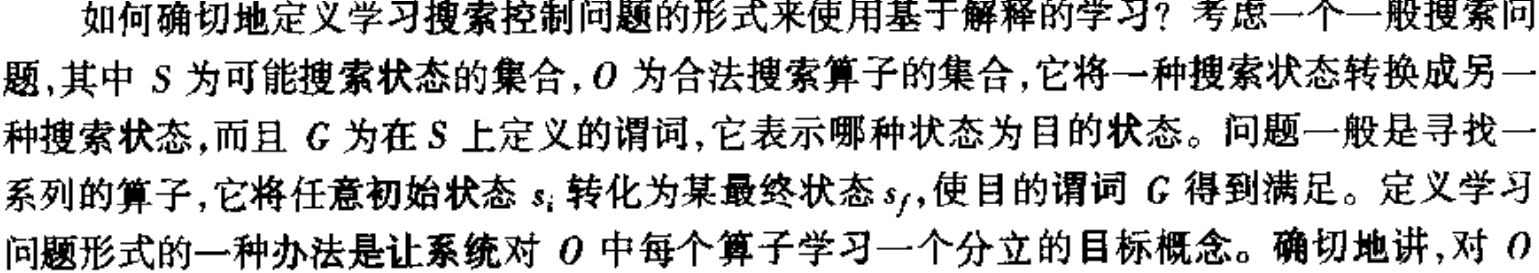 如何确切地定义学习搜索控制问题的形式来使用基于解释的学习？考虑一个一般搜索问
题,其中 S 为可能搜索状态的集合,O 为合法搜索算子的集合,它将一种搜索状态转换成另一
种搜索状态,而且 G 为在 S 上定义的谓词,它表示哪种状态为目的状态。问题一般是寻找一
系列的算子,它将任意初始状态 sᵢ 转化为某最终状态 s_f,使目的谓词 G 得到满足。定义学习
问题形式的一种办法是让系统对 O 中每个算子学习一个分立的目标概念。确切地讲,对 O